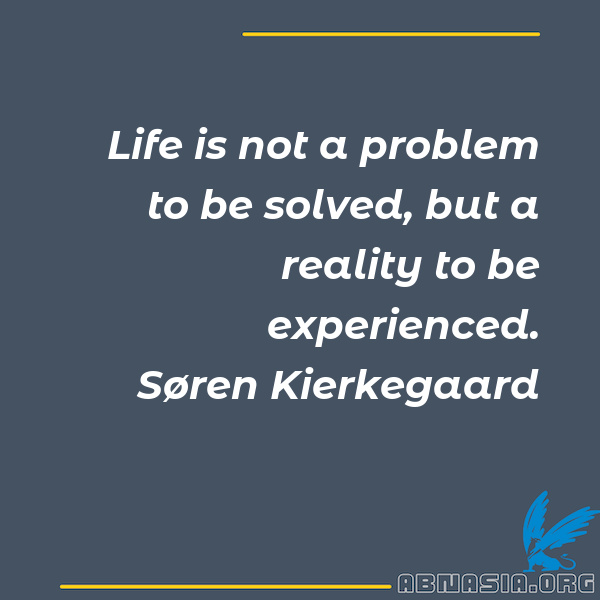 Life is not a problem
to be solved, but a
reality to be
experienced.
Søren Kierkegaard
ABNASIA.ORG